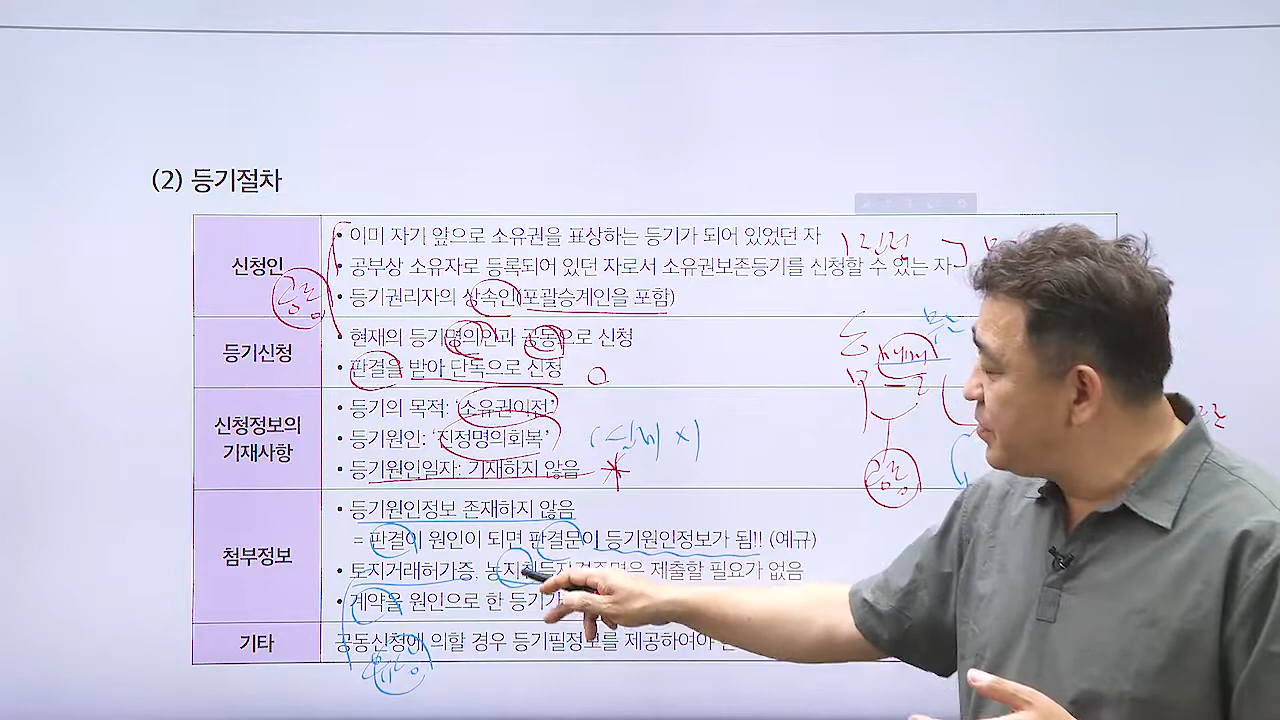 (2) 등기절차
신청인
• 이미 자기 앞으로 소유권을 표상하는 등기가 되어 있었던 자
• 공부상 소유자로 등록되어 있던 자로서 소유권보존등기를 신청할 수 있는 자
• 등기권리자의 상속인(포괄승계인을 포함)
공동
등기신청
• 현재의 등기명의인과 공동으로 신청
• 판결을 받아 단독으로 신청
신청정보의
기재사항
• 등기의 목적: ‘소유권이전’
• 등기원인: ‘진정명의회복’
• 등기원인일자: 기재하지 않음
공동
첨부정보
• 등기원인정보 존재하지 않음
= 판결이 원인이 되면 판결문이 등기원인정보가 됨!! (예규)
• 토지거래허가증, 농지취득자격증명은 제출할 필요가 없음
• 계약을 원인으로 한 등기가
기타
공동신청에 의할 경우 등기필정보를 제공하여야